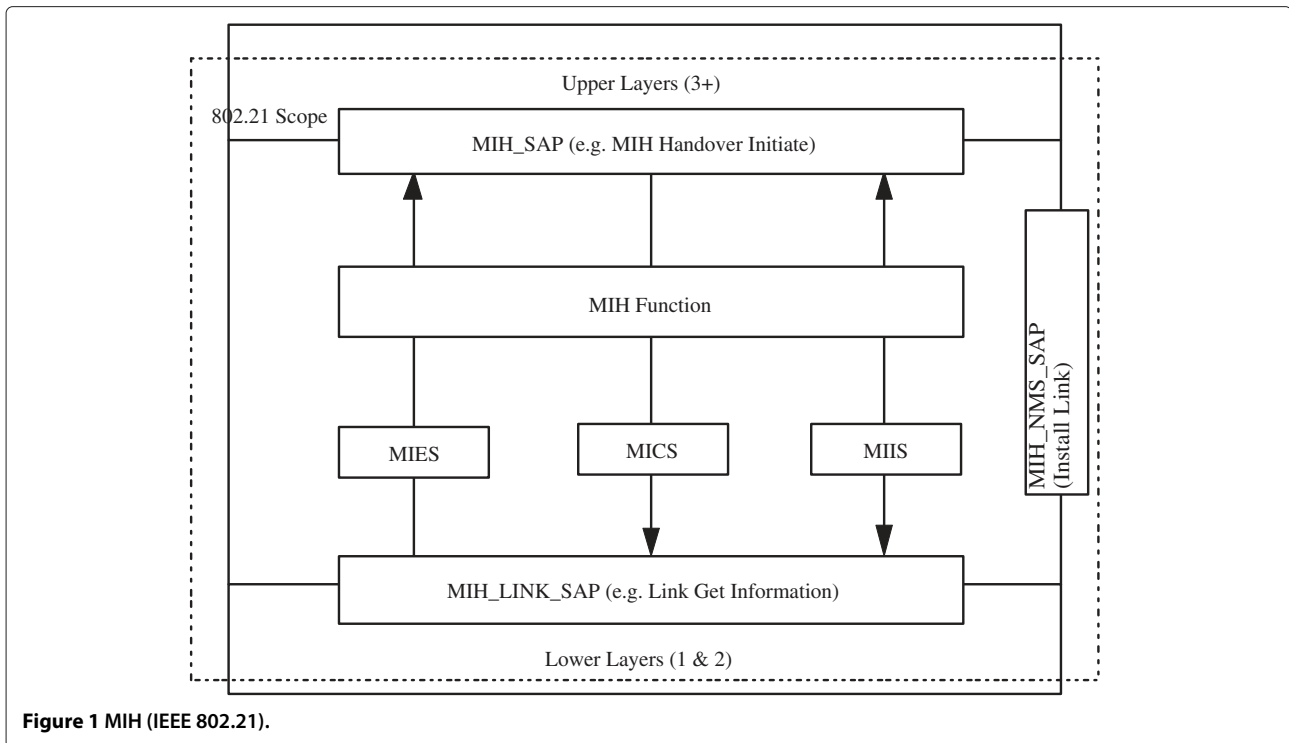 Upper Layers (3+)
802.21 Scope
MIH_SAP (e.g. MIH Handover Initiate)
MIH Function
MIH_NMS_SAP
(Install Link)
MIES
MICS
MIIS
MIH_LINK_SAP (e.g. Link Get Information)
Lower Layers (1 & 2)
Figure 1 MIH (IEEE 802.21).